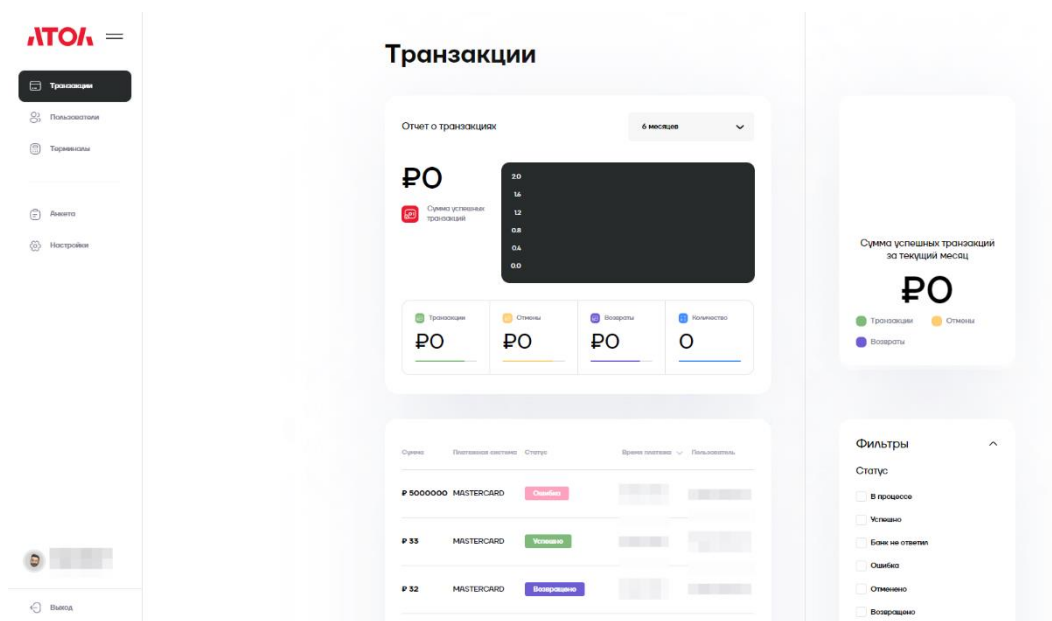 АТОЛ
Транзакции
Пользователи
Терминалы
Анкета
Настройки
Выход
Транзакции
Отчет о транзакциях
6 месяцев
₽0
Сумма успешных
транзакций
2.0
1.6
1.2
0.8
0.4
0.0
Транзакции
₽0
Отмены
₽0
Возвраты
₽0
Количество
0
Сумма Платежная система Статус Время платежа Пользователь
₽ 5000000 MASTERCARD Ошибка
₽ 33 MASTERCARD Успешно
₽ 32 MASTERCARD Возвращено
Сумма успешных транзакций
за текущий месяц
₽0
Транзакции Отмены
Возвраты
Фильтры
Статус
В процессе
Успешно
Банк не ответил
Ошибка
Отменено
Возвращено